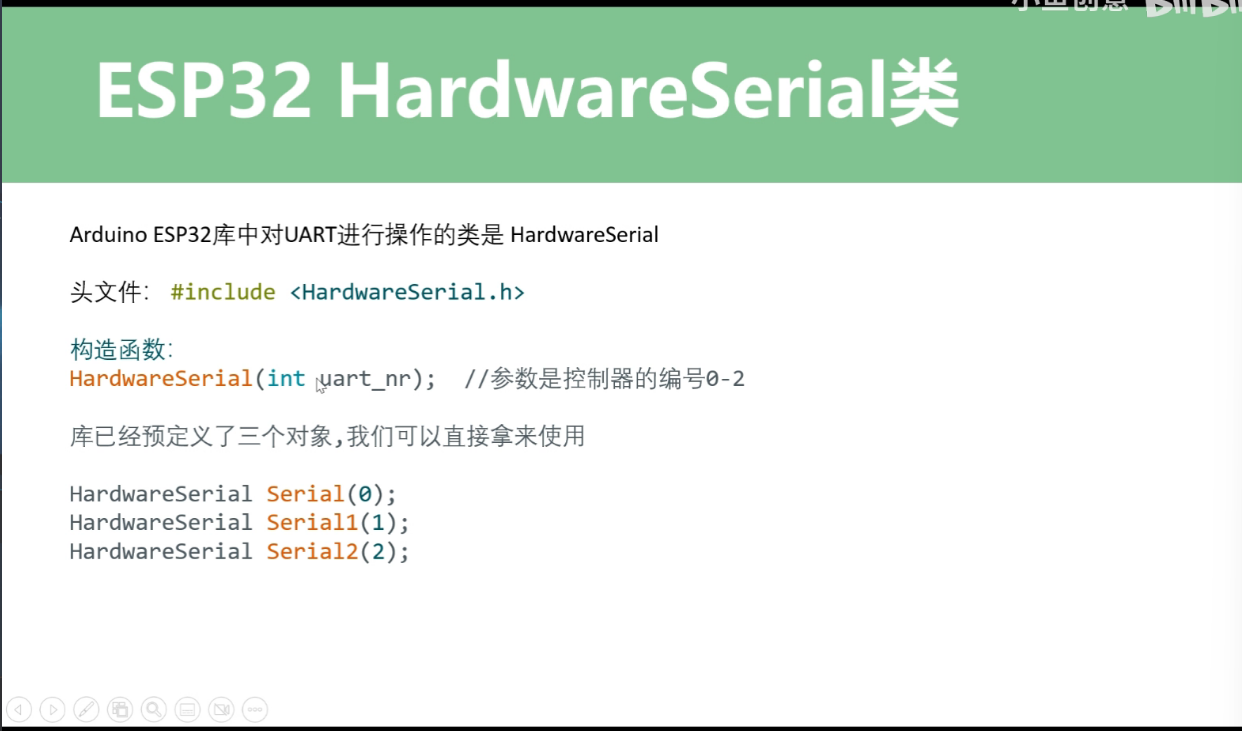 ESP32 HardwareSerial类
Arduino ESP32库中对UART进行操作的类是 HardwareSerial
头文件: #include <HardwareSerial.h>
构造函数:
HardwareSerial(int uart_nr); //参数是控制器的编号0-2
库已经预定义了三个对象,我们可以直接拿来使用
HardwareSerial Serial(0);
HardwareSerial Serial1(1);
HardwareSerial Serial2(2);